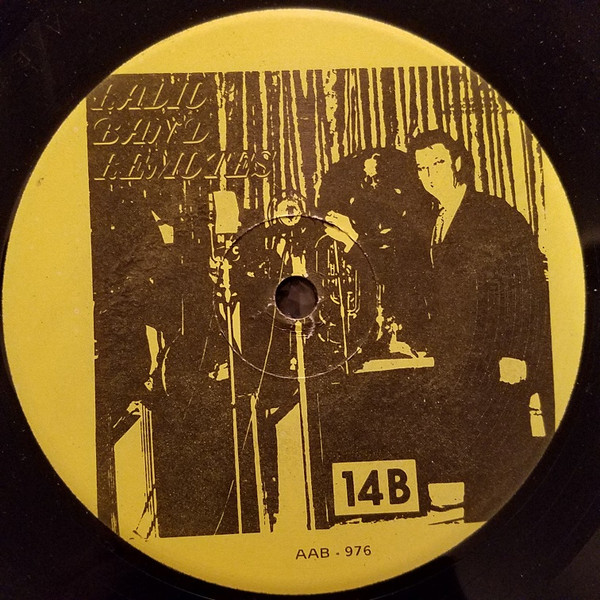 RADIO
BAND
REMOTES
14B
AAB - 976